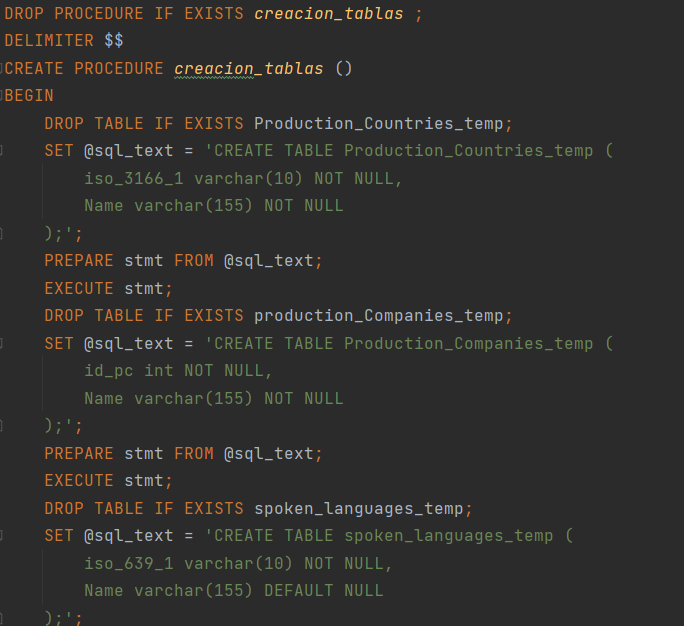 DROP PROCEDURE IF EXISTS creacion_tablas ;
DELIMITER $$
CREATE PROCEDURE creacion_tablas ()
BEGIN
    DROP TABLE IF EXISTS Production_Countries_temp;
    SET @sql_text = 'CREATE TABLE Production_Countries_temp (
        iso_3166_1 varchar(10) NOT NULL,
        Name varchar(155) NOT NULL
    );';
    PREPARE stmt FROM @sql_text;
    EXECUTE stmt;
    DROP TABLE IF EXISTS production_Companies_temp;
    SET @sql_text = 'CREATE TABLE Production_Companies_temp (
        id_pc int NOT NULL,
        Name varchar(155) NOT NULL
    );';
    PREPARE stmt FROM @sql_text;
    EXECUTE stmt;
    DROP TABLE IF EXISTS spoken_languages_temp;
    SET @sql_text = 'CREATE TABLE spoken_languages_temp (
        iso_639_1 varchar(10) NOT NULL,
        Name varchar(155) DEFAULT NULL
    );';